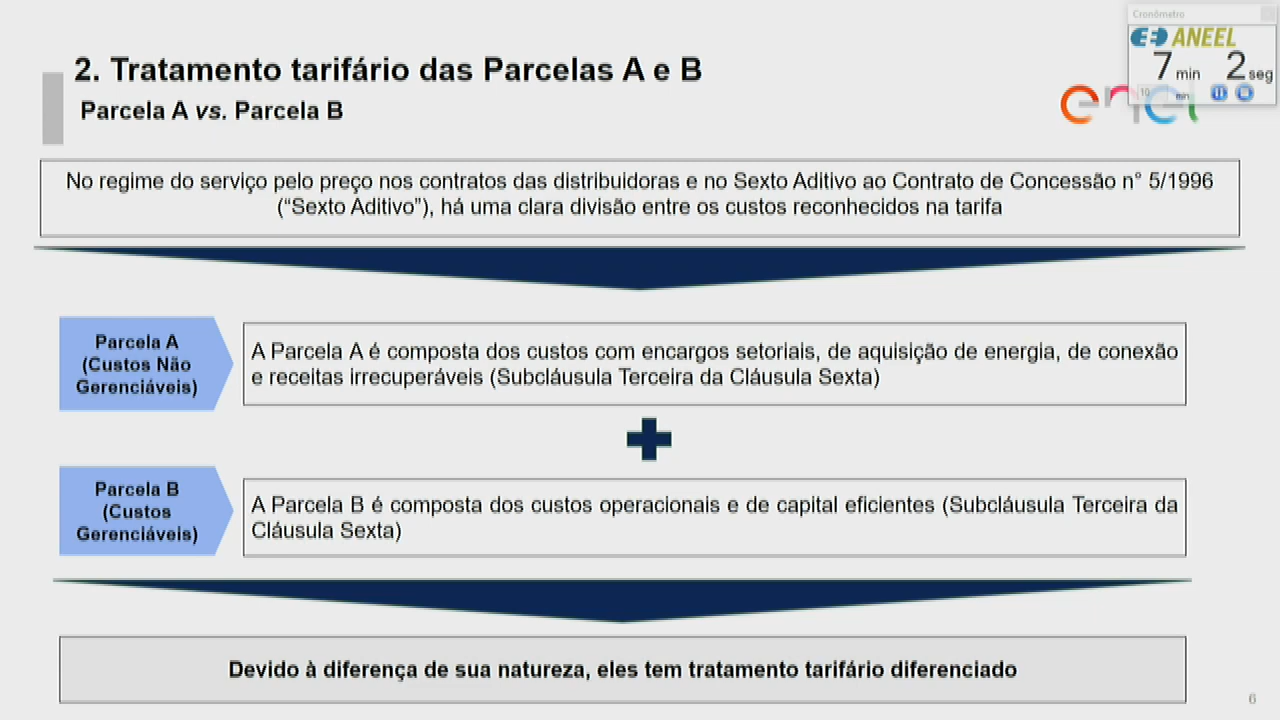 Cronômetro
ANEEL
7 min 2 seg
10 min
2. Tratamento tarifário das Parcelas A e B
Parcela A vs. Parcela B
enel
No regime do serviço pelo preço nos contratos das distribuidoras e no Sexto Aditivo ao Contrato de Concessão n° 5/1996
(“Sexto Aditivo”), há uma clara divisão entre os custos reconhecidos na tarifa
Parcela A
(Custos Não
Gerenciáveis)
A Parcela A é composta dos custos com encargos setoriais, de aquisição de energia, de conexão
e receitas irrecuperáveis (Subcláusula Terceira da Cláusula Sexta)
Parcela B
(Custos
Gerenciáveis)
A Parcela B é composta dos custos operacionais e de capital eficientes (Subcláusula Terceira da
Cláusula Sexta)
Devido à diferença de sua natureza, eles tem tratamento tarifário diferenciado
6